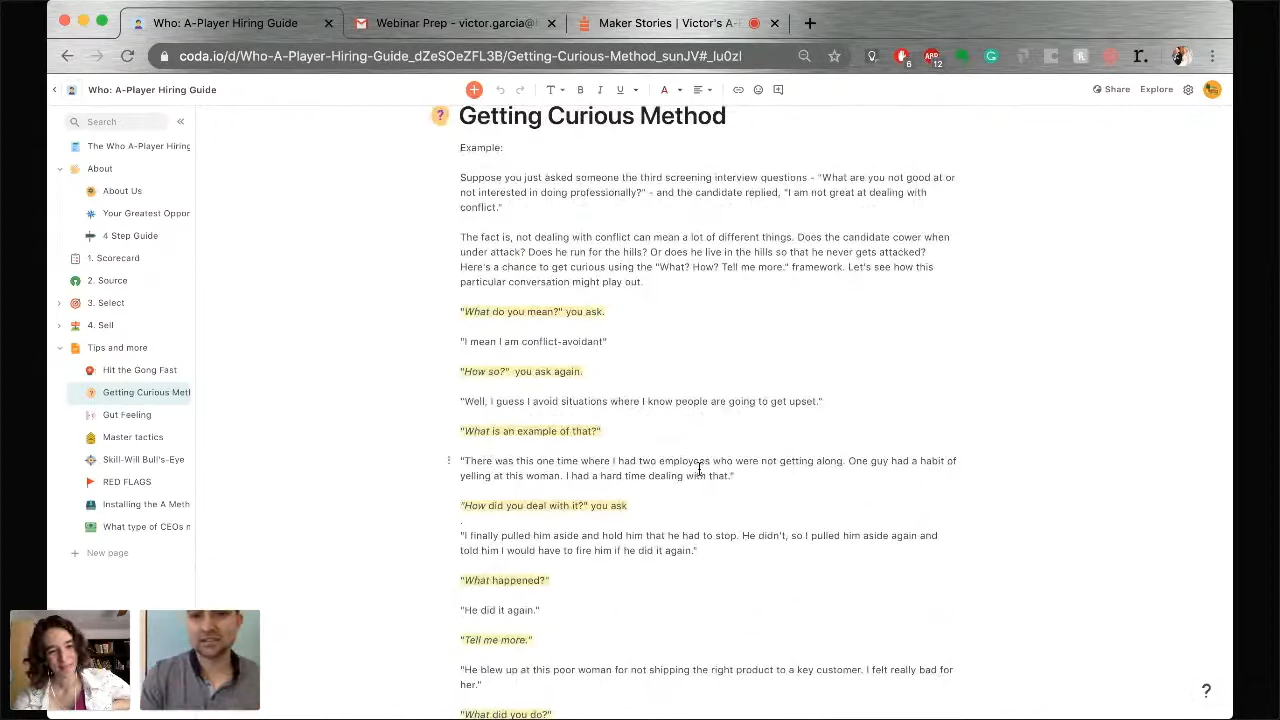 Who: A-Player Hiring Guide
Webinar Prep - victor.garcia@
Maker Stories | Victor's A-P
coda.io/d/Who-A-Player-Hiring-Guide_dZeSOeZFL3B/Getting-Curious-Method_sunJV#_lu0zl
6
12
r.
Who: A-Player Hiring Guide
T
B
I
U
A
Share
Explore
Search
The Who A-Player Hiring
About
About Us
Your Greatest Oppor
4 Step Guide
1. Scorecard
2. Source
3. Select
4. Sell
Tips and more
Hit the Gong Fast
Getting Curious Meth
Gut Feeling
Master tactics
Skill-Will Bull's-Eye
RED FLAGS
Installing the A Meth
What type of CEOs m
New page
Getting Curious Method
Example:
Suppose you just asked someone the third screening interview questions - "What are you not good at or
not interested in doing professionally?" - and the candidate replied, "I am not great at dealing with
conflict."
The fact is, not dealing with conflict can mean a lot of different things. Does the candidate cower when
under attack? Does he run for the hills? Or does he live in the hills so that he never gets attacked?
Here's a chance to get curious using the "What? How? Tell me more." framework. Let's see how this
particular conversation might play out.
"What do you mean?" you ask.
"I mean I am conflict-avoidant"
"How so?" you ask again.
"Well, I guess I avoid situations where I know people are going to get upset."
"What is an example of that?"
"There was this one time where I had two employees who were not getting along. One guy had a habit of
yelling at this woman. I had a hard time dealing with that."
"How did you deal with it?" you ask
.
"I finally pulled him aside and hold him that he had to stop. He didn't, so I pulled him aside again and
told him I would have to fire him if he did it again."
"What happened?"
"He did it again."
"Tell me more."
"He blew up at this poor woman for not shipping the right product to a key customer. I felt really bad for
her."
"What did you do?"
?